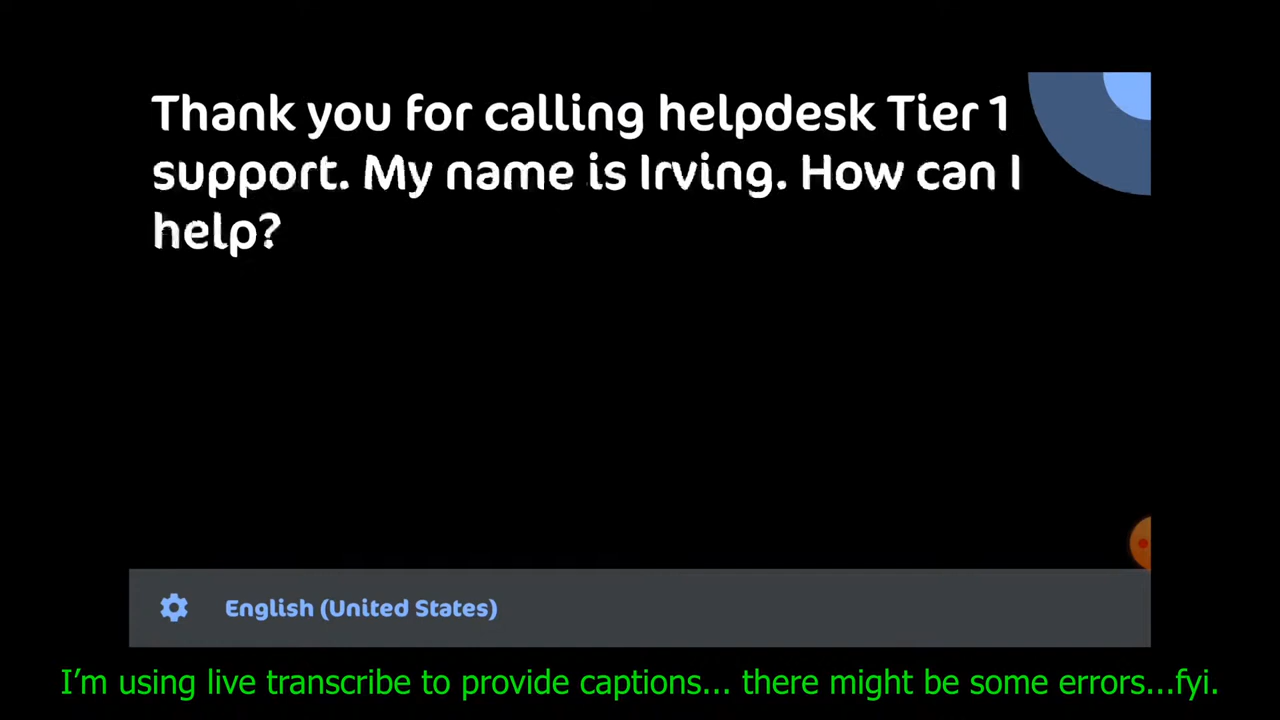 Thank you for calling helpdesk Tier 1
support. My name is Irving. How can I
help?
English (United States)
I'm using live transcribe to provide captions... there might be some errors...fyi.